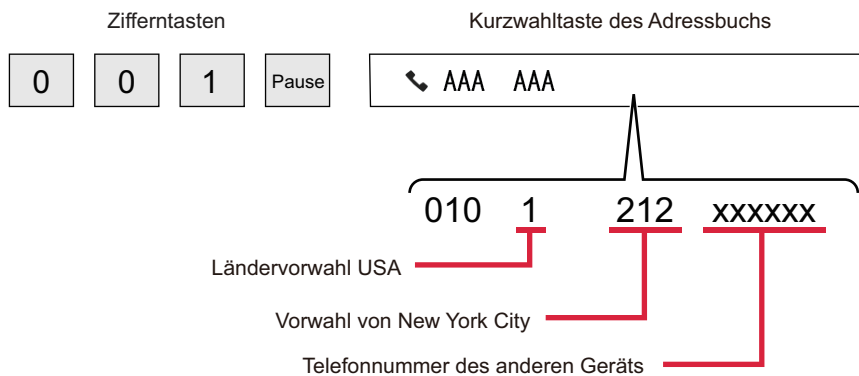 Zifferntasten Kurzwahltaste des Adressbuchs
0 0 1 Pause AAA AAA
010 1 212 xxxxxx
Ländervorwahl USA
Vorwahl von New York City
Telefonnummer des anderen Geräts